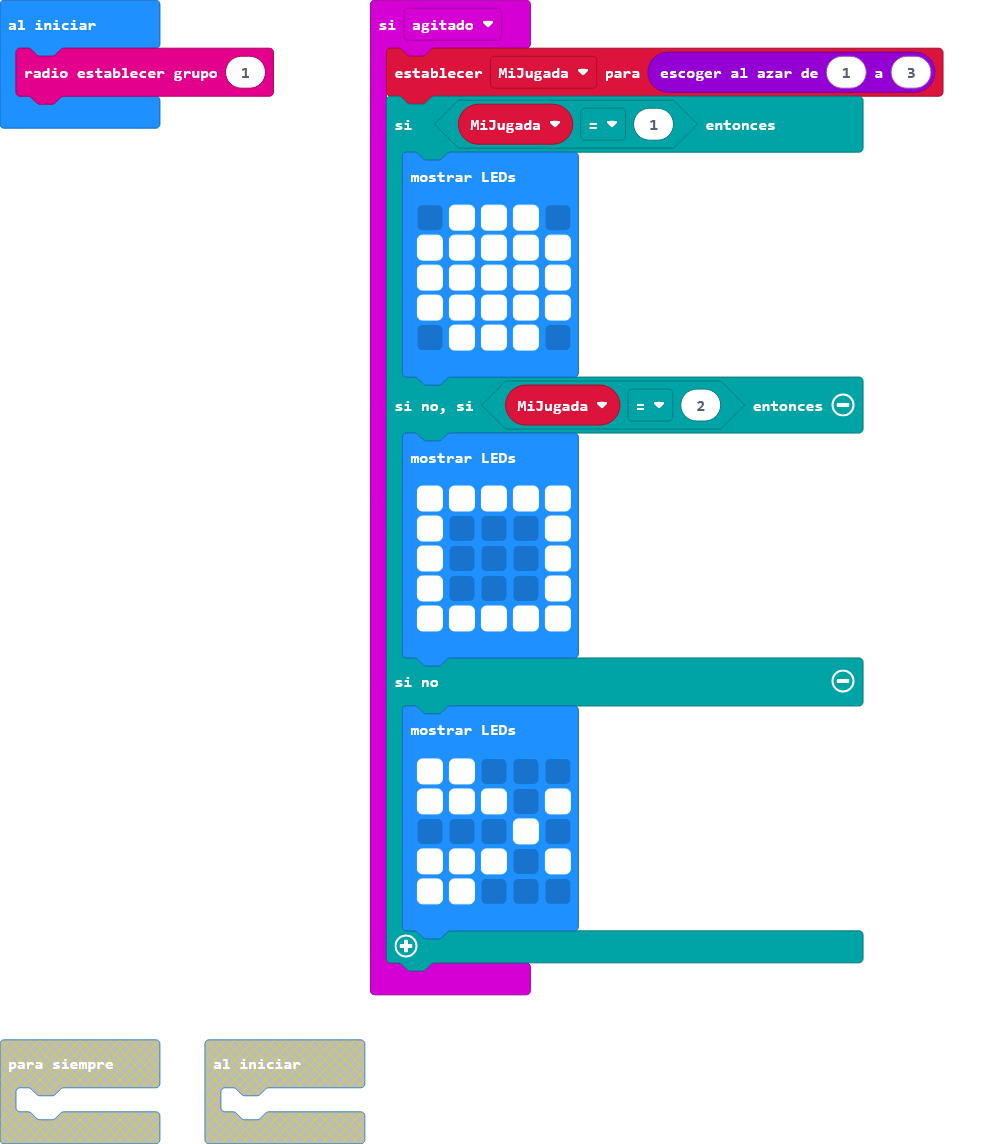 al iniciar
radio establecer grupo 1
si agitado
establecer MiJugada para escoger al azar de 1 a 3
si MiJugada = 1 entonces
mostrar LEDs
si no, si MiJugada = 2 entonces
mostrar LEDs
si no
mostrar LEDs
para siempre
al iniciar